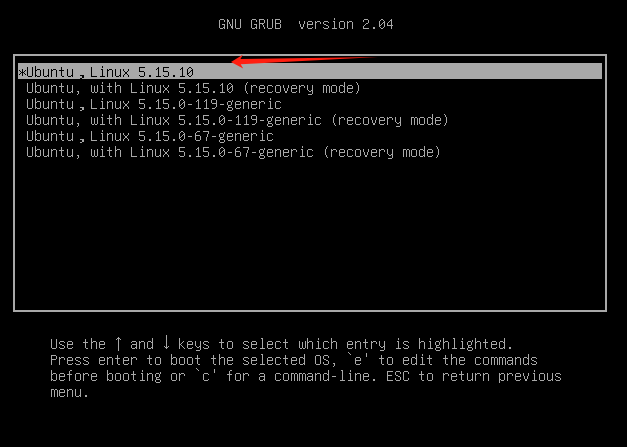 GNU GRUB version 2.04
*Ubuntu, Linux 5.15.10
Ubuntu, with Linux 5.15.10 (recovery mode)
Ubuntu, Linux 5.15.0-119-generic
Ubuntu, with Linux 5.15.0-119-generic (recovery mode)
Ubuntu, Linux 5.15.0-67-generic
Ubuntu, with Linux 5.15.0-67-generic (recovery mode)
Use the ↑ and ↓ keys to select which entry is highlighted.
Press enter to boot the selected OS, `e' to edit the commands
before booting or `c' for a command-line. ESC to return previous
menu.